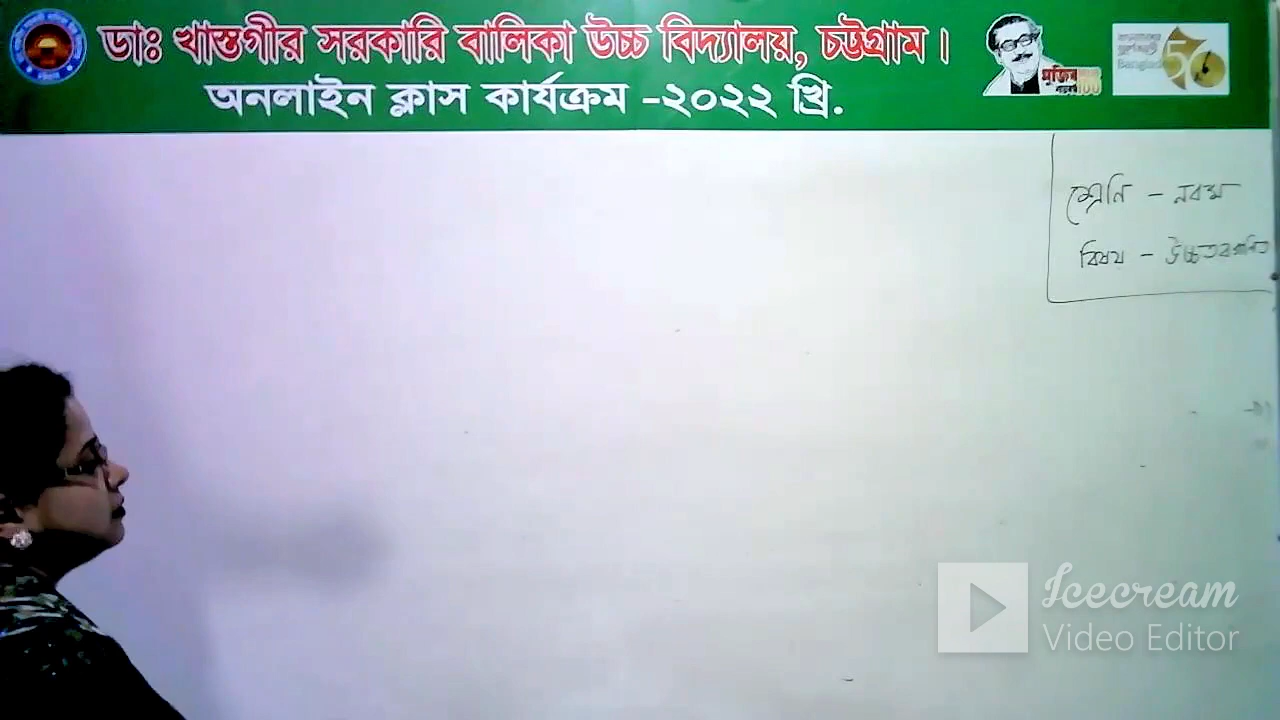 ডাঃ খাস্তগীর সরকারি বালিকা উচ্চ বিদ্যালয়, চট্টগ্রাম।
অনলাইন ক্লাস কার্যক্রম -২০২২ খ্রি.
শ্রেণি - নবম
বিষয় - উচ্চতর গণিত
Icecream
Video Editor